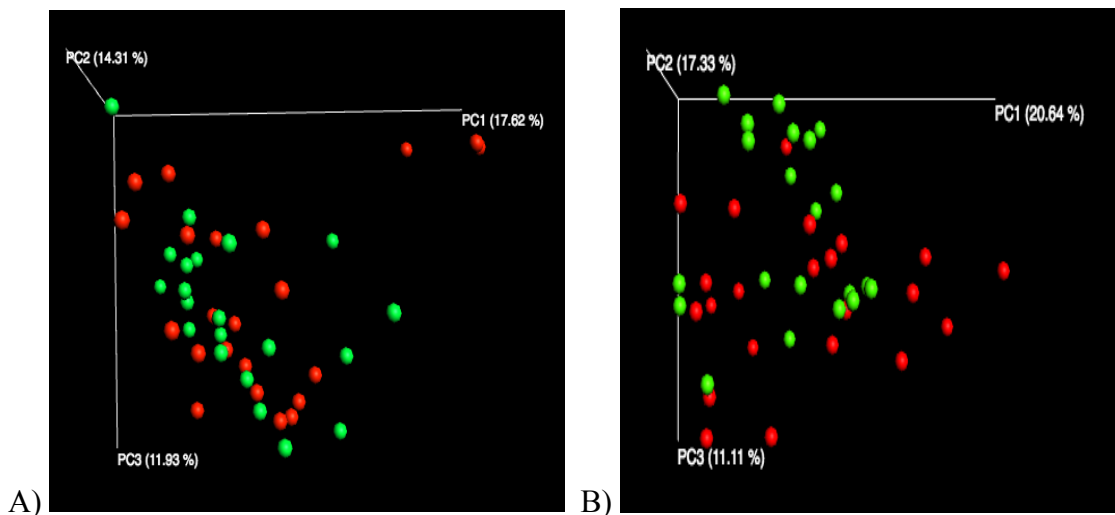 PC2 (14.31 %)
PC1 (17.62 %)
PC3 (11.93 %)
A)
PC2 (17.33 %)
PC1 (20.64 %)
PC3 (11.11 %)
B)